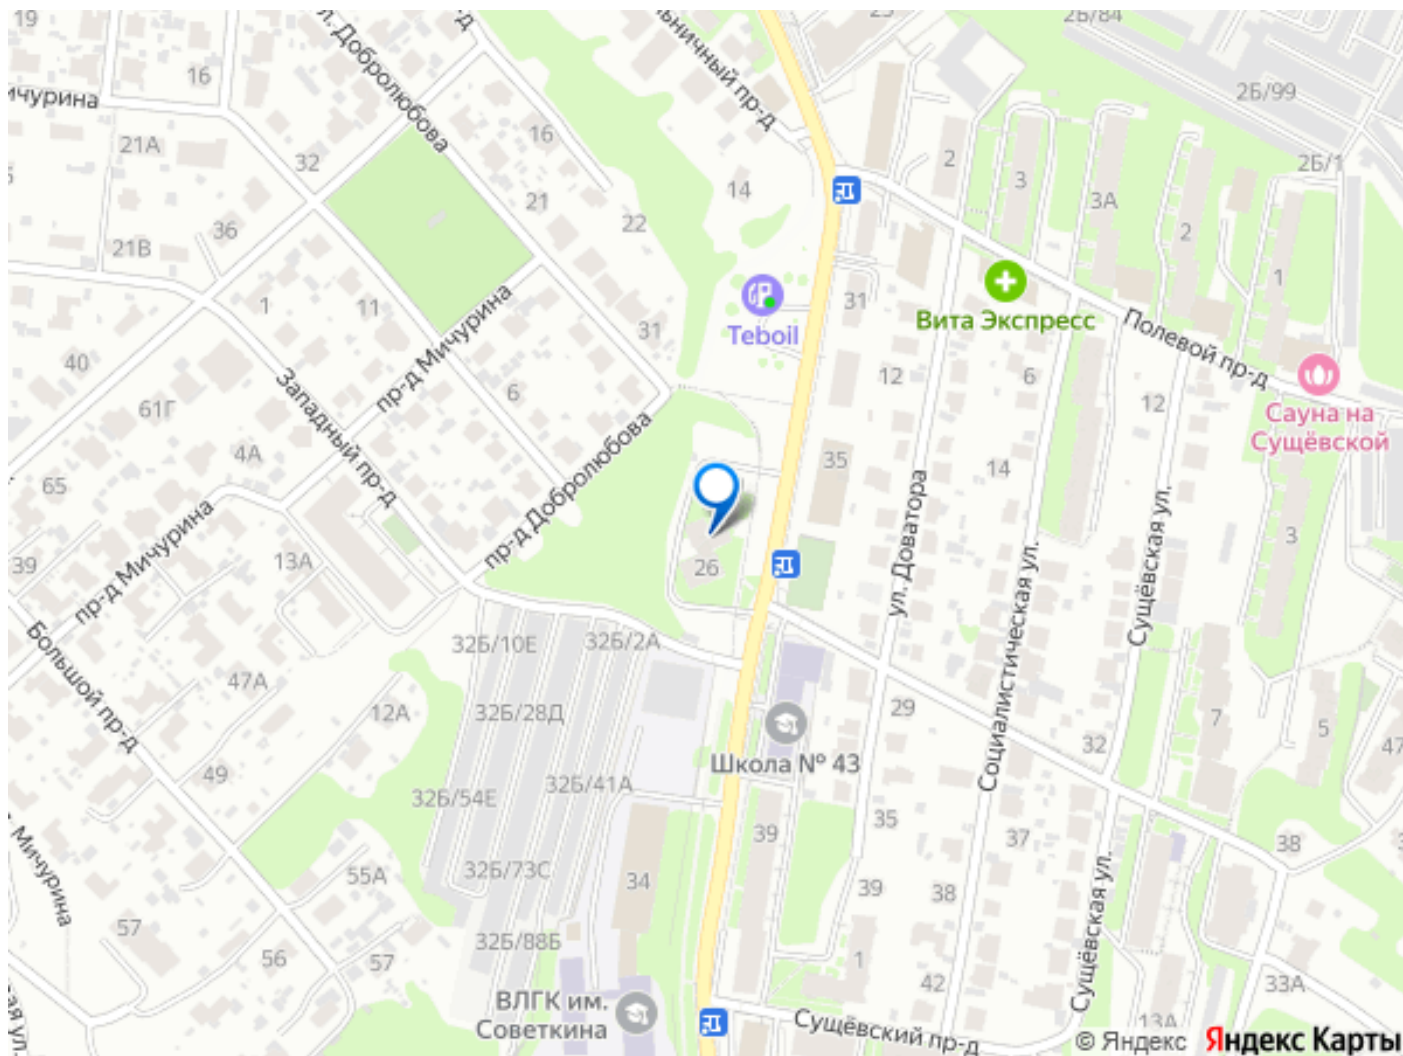 19
2Б/84
ул. Добролюбова
16
2Б/99
21А
16
2
3
2Б/1
32
14
3А
21
22
2
36
21В
1
11
31
31
1
Teboil
Вита Экспресс
Полевой пр-д
пр-д Мичурина
40
6
12
6
12
61Г
Западный пр-д
Сауна на
Сущёвской
4А
35
14
65
пр-д Добролюбова
ул. Доватора
3
39
13А
26
пр-д Мичурина
Социалистическая ул.
Сущёвская ул.
32Б/10Е
32Б/2А
Большой пр-д
47А
12А
32Б/28Д
29
7
5
47
Школа № 43
32
49
32Б/54Е
32Б/41А
35
37
38
39
Мичурина
55А
32Б/73С
34
39
38
Сущёвская ул.
57
56
57
32Б/88Б
1
42
33А
ВЛГК им.
Советкина
Сущёвский пр-д
13А
© Яндекс
Яндекс Карты